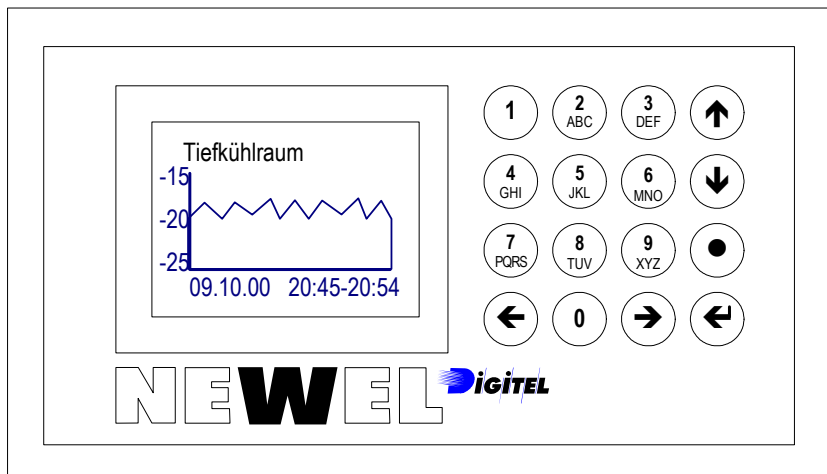 Tiefkühlraum
-15
-20
-25
09.10.00 20:45-20:54
1
2
ABC
3
DEF
4
GHI
5
JKL
6
MNO
7
PQRS
8
TUV
9
XYZ
0
NEWEL DiGiTEL